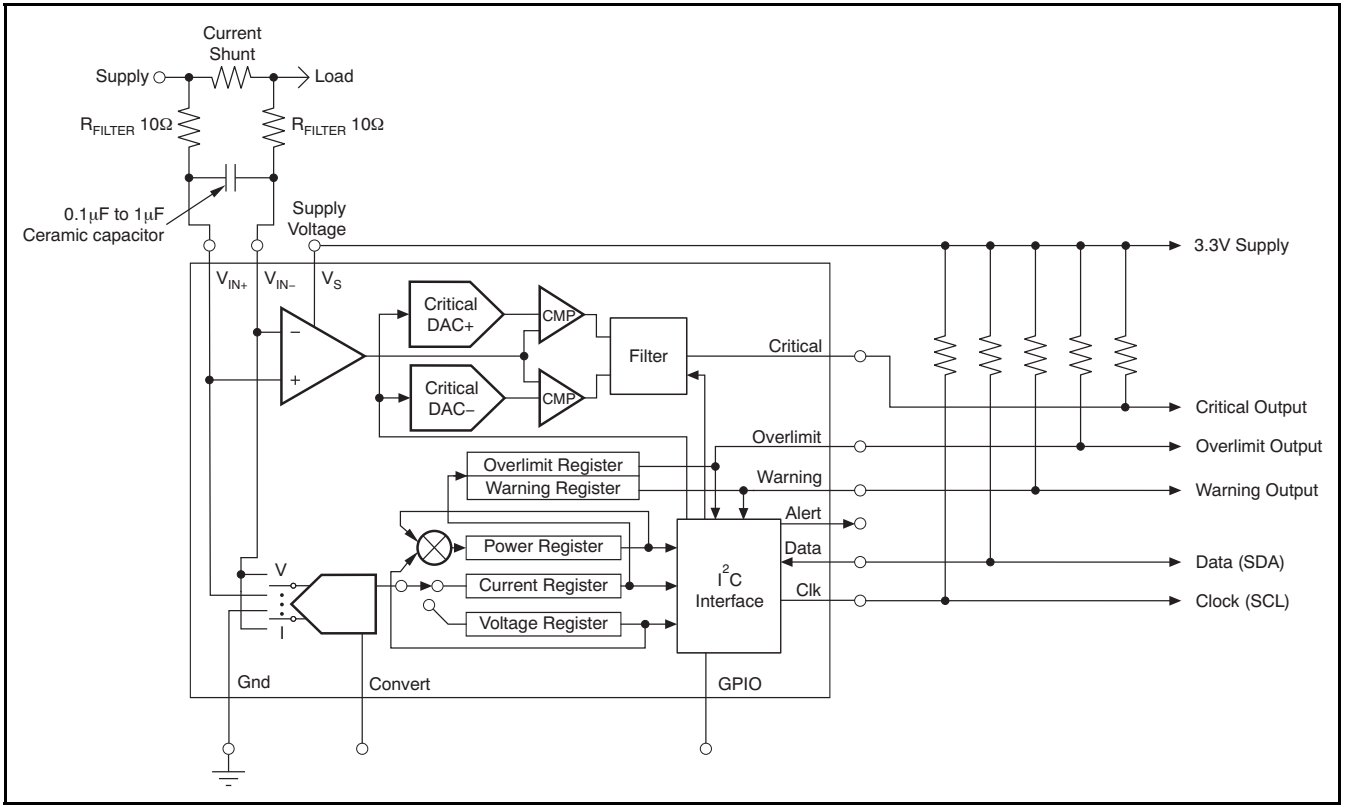 Current
Shunt
Supply
Load
RFILTER 10Ω
RFILTER 10Ω
0.1μF to 1μF
Ceramic capacitor
Supply
Voltage
3.3V Supply
VIN+
VIN−
VS
Critical
DAC+
CMP
−
+
Filter
Critical
Critical
DAC−
CMP
Critical Output
Overlimit
Overlimit Output
Overlimit Register
Warning Register
Warning
Warning Output
Alert
Power Register
Data
Data (SDA)
V
Current Register
I2C
Interface
Clk
Clock (SCL)
I
Voltage Register
Gnd
Convert
GPIO